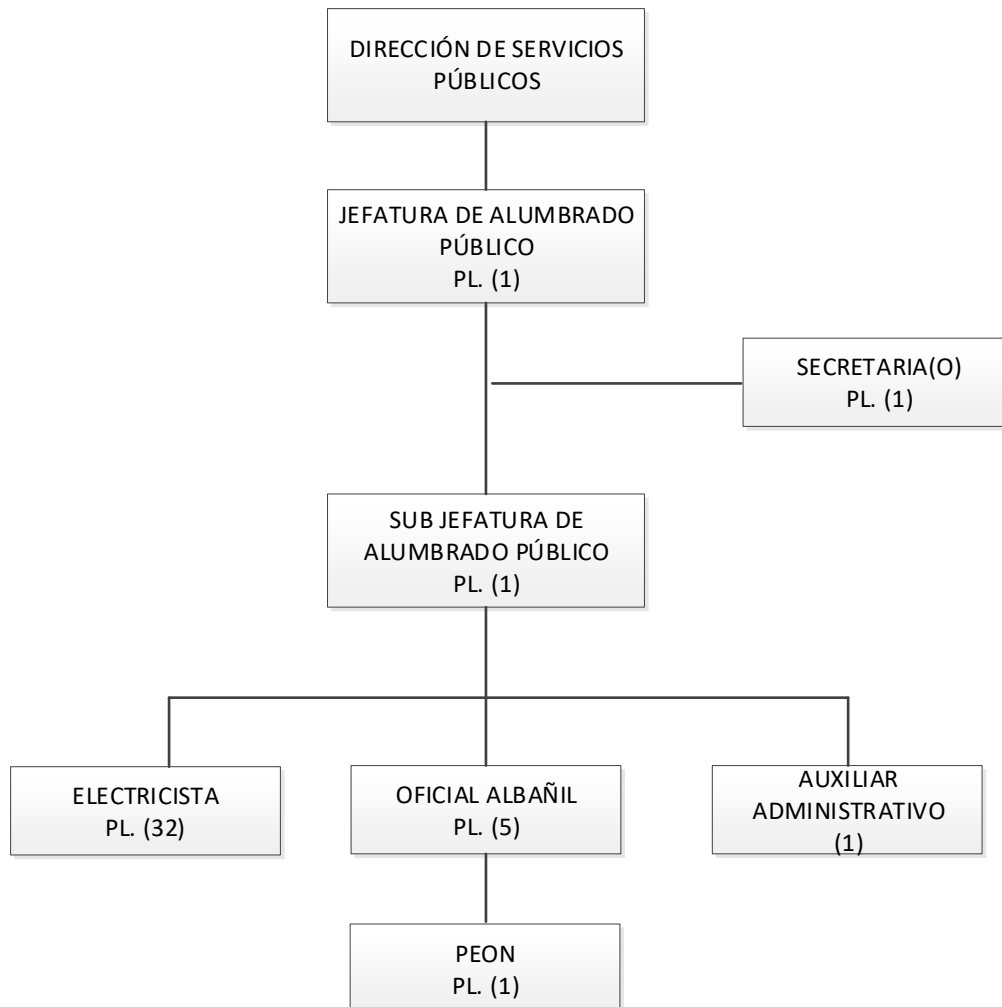 DIRECCIÓN DE SERVICIOS
PÚBLICOS
JEFATURA DE ALUMBRADO
PÚBLICO
PL. (1)
SECRETARIA(O)
PL. (1)
SUB JEFATURA DE
ALUMBRADO PÚBLICO
PL. (1)
ELECTRICISTA
PL. (32)
OFICIAL ALBAÑIL
PL. (5)
AUXILIAR
ADMINISTRATIVO
(1)
PEON
PL. (1)